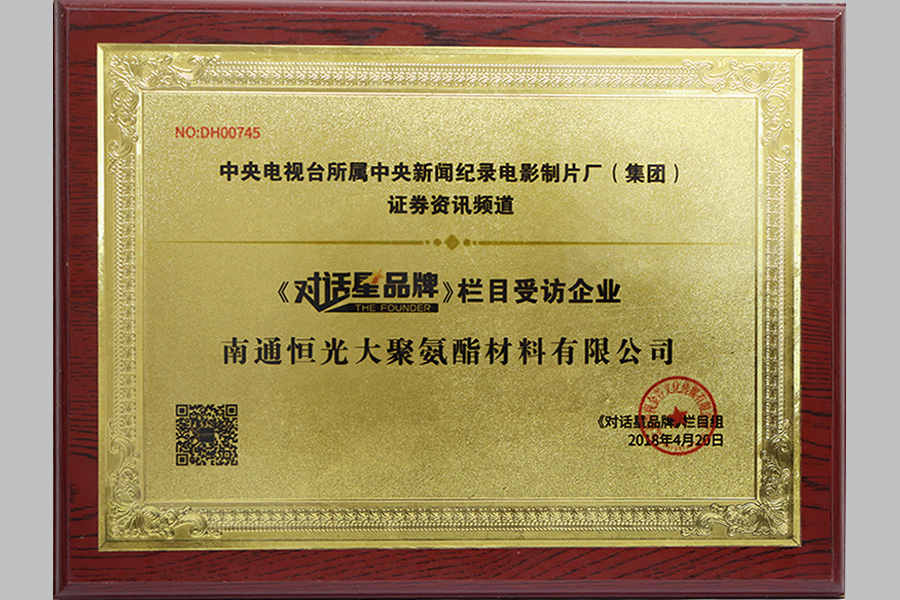 NO:DH00745
中央电视台所属中央新闻纪录电影制片厂(集团)
证券资讯频道
《对话星品牌》栏目受访企业
THE FOUNDER
南通恒光大聚氨酯材料有限公司
《对话星品牌》栏目组
2018年4月20日